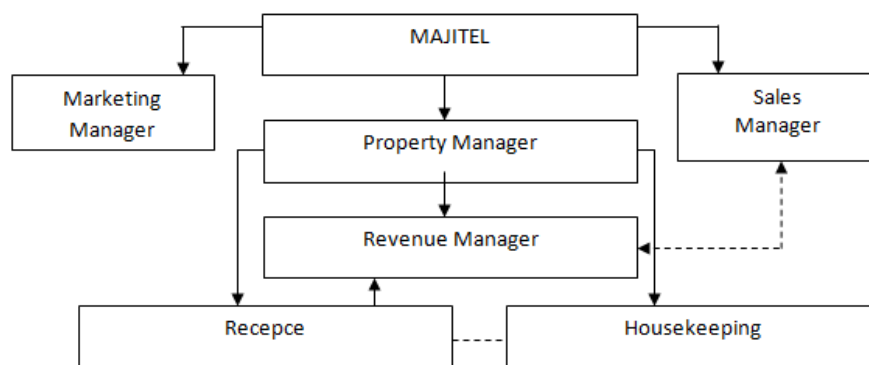 MAJITEL
Marketing
Manager
Sales
Manager
Property Manager
Revenue Manager
Recepce
Housekeeping